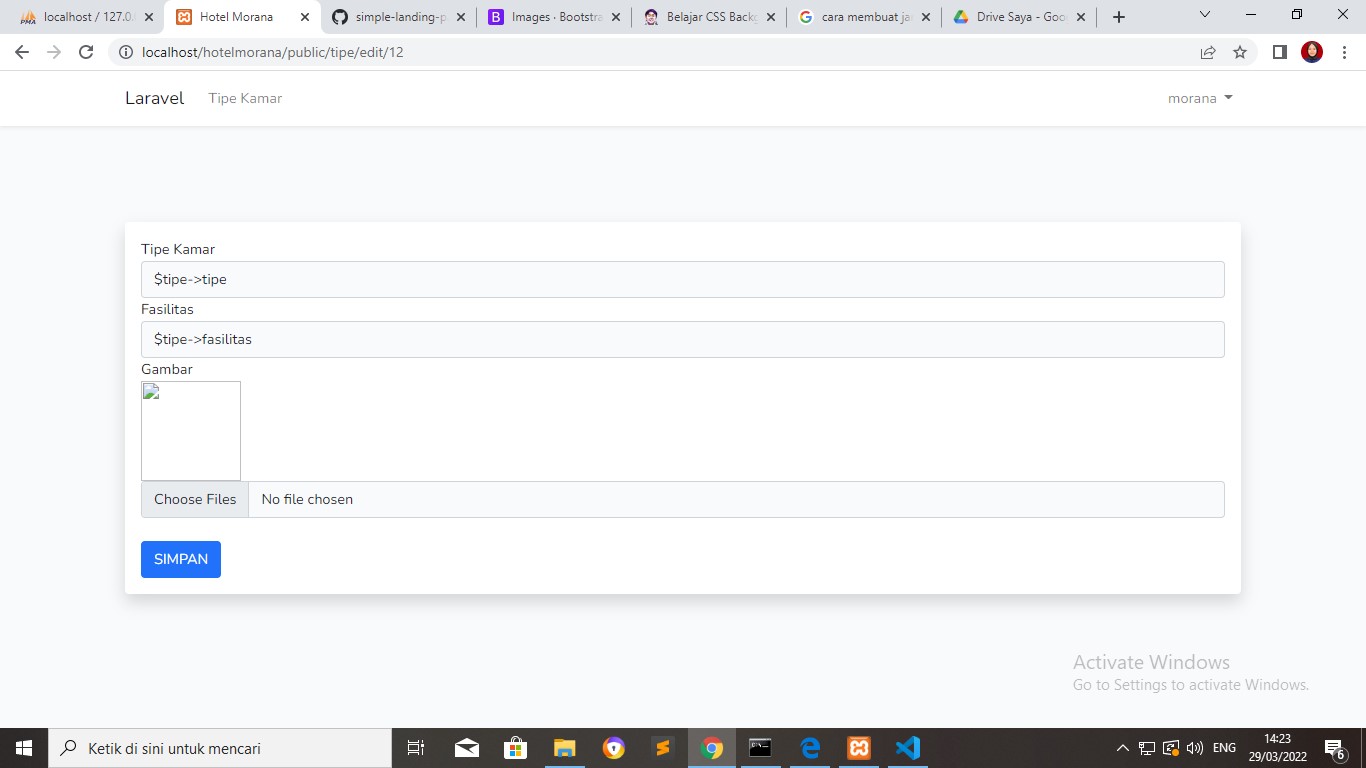 localhost / 127.0.
Hotel Morana
simple-landing-p
Images · Bootstra
Belajar CSS Backg
cara membuat jar
Drive Saya - Goo
localhost/hotelmorana/public/tipe/edit/12
Laravel
Tipe Kamar
morana
Tipe Kamar
$tipe->tipe
Fasilitas
$tipe->fasilitas
Gambar
Choose Files
No file chosen
SIMPAN
Activate Windows
Go to Settings to activate Windows.
Ketik di sini untuk mencari
ENG
14:23
29/03/2022
6